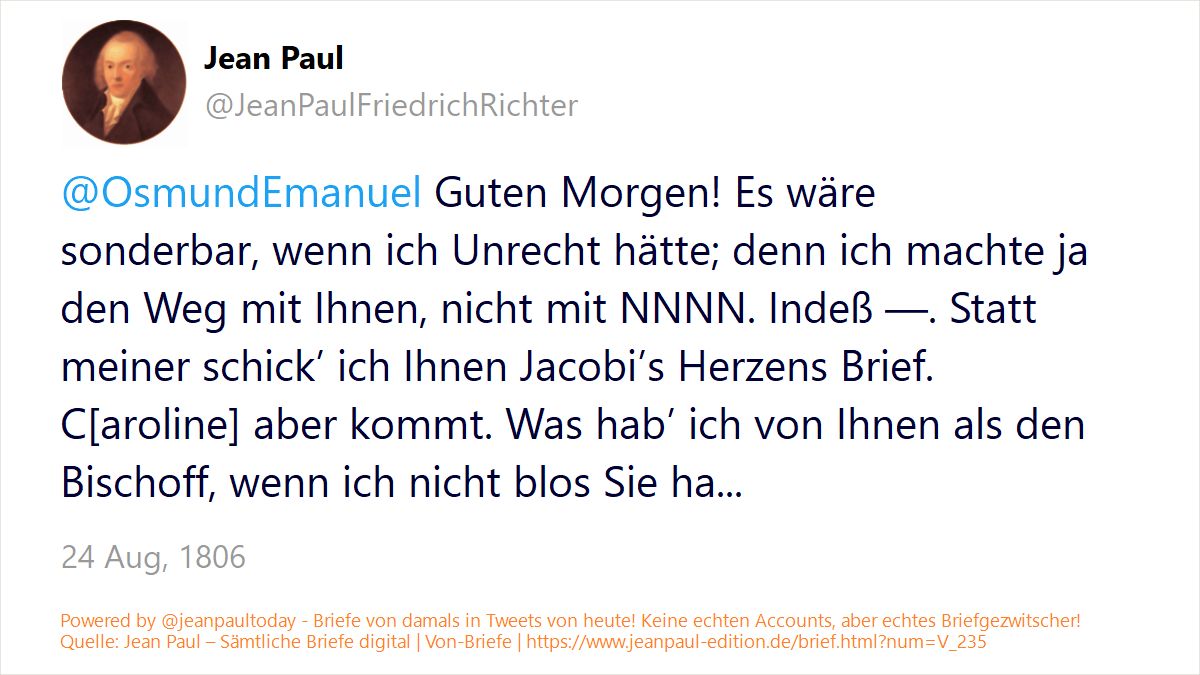 Jean Paul
@JeanPaulFriedrichRichter
@OsmundEmanuel Guten Morgen! Es wäre
sonderbar, wenn ich Unrecht hätte; denn ich machte ja
den Weg mit Ihnen, nicht mit NNNN. Indeß —. Statt
meiner schick’ ich Ihnen Jacobi’s Herzens Brief.
C[aroline] aber kommt. Was hab’ ich von Ihnen als den
Bischoff, wenn ich nicht blos Sie ha...
24 Aug, 1806
Powered by @jeanpaultoday - Briefe von damals in Tweets von heute! Keine echten Accounts, aber echtes Briefgezwitscher!
Quelle: Jean Paul – Sämtliche Briefe digital | Von-Briefe | https://www.jeanpaul-edition.de/brief.html?num=V_235